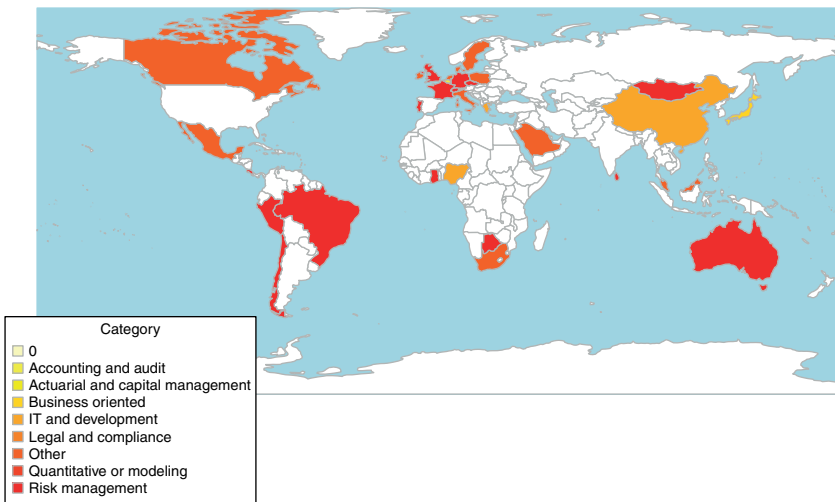 Category
0
Accounting and audit
Actuarial and capital management
Business oriented
IT and development
Legal and compliance
Other
Quantitative or modeling
Risk management